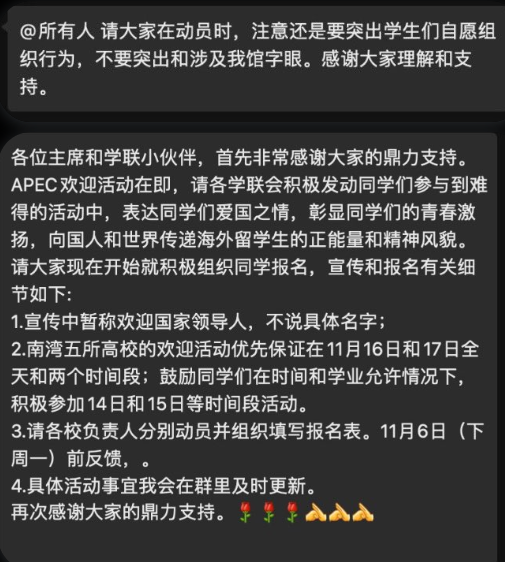 @所有人 请大家在动员时，注意还是要突出学生们自愿组
织行为，不要突出和涉及我馆字眼。感谢大家理解和支
持。
各位主席和学联小伙伴，首先非常感谢大家的鼎力支持。
APEC欢迎活动在即，请各学联会积极发动同学们参与到难
得的活动中，表达同学们爱国之情，彰显同学们的青春激
扬，向国人和世界传递海外留学生的正能量和精神风貌。
请大家现在开始就积极组织同学报名，宣传和报名有关细
节如下:
1.宣传中暂称欢迎国家领导人，不说具体名字；
2.南湾五所高校的欢迎活动优先保证在11月16日和17日全
天和两个时间段；鼓励同学们在时间和学业允许情况下，
积极参加14日和15日等时间段活动。
3.请各校负责人分别动员并组织填写报名表。11月6日（下
周一）前反馈，。
4.具体活动事宜我会在群里及时更新。
再次感谢大家的鼎力支持。🌹🌹🌹💪💪💪